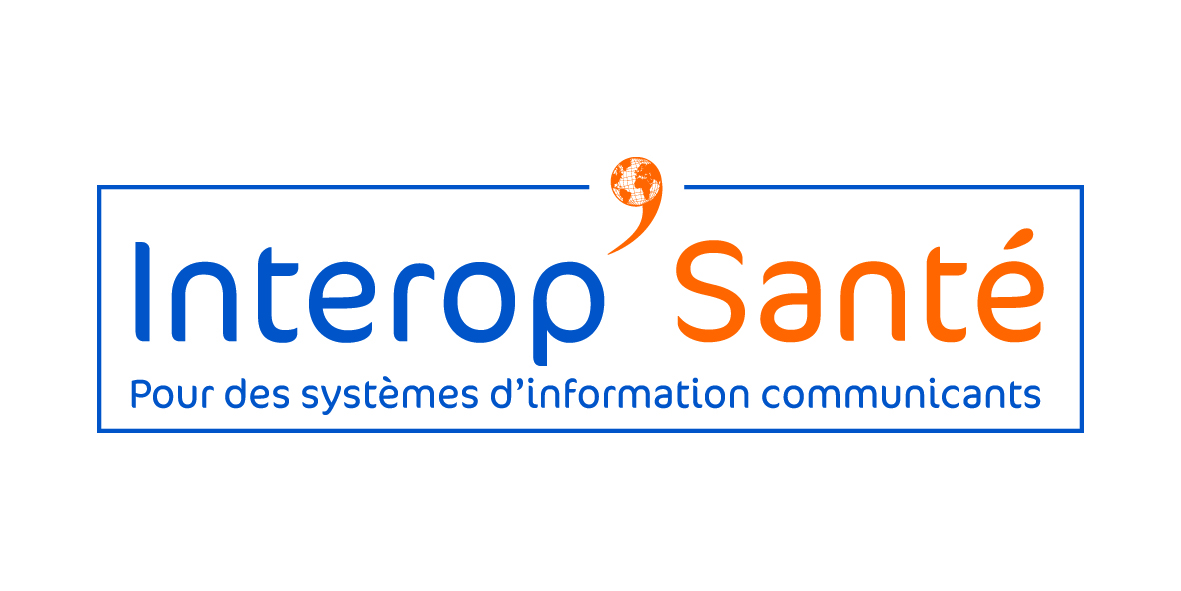 Interop'Santé
Pour des systèmes d’information communicants